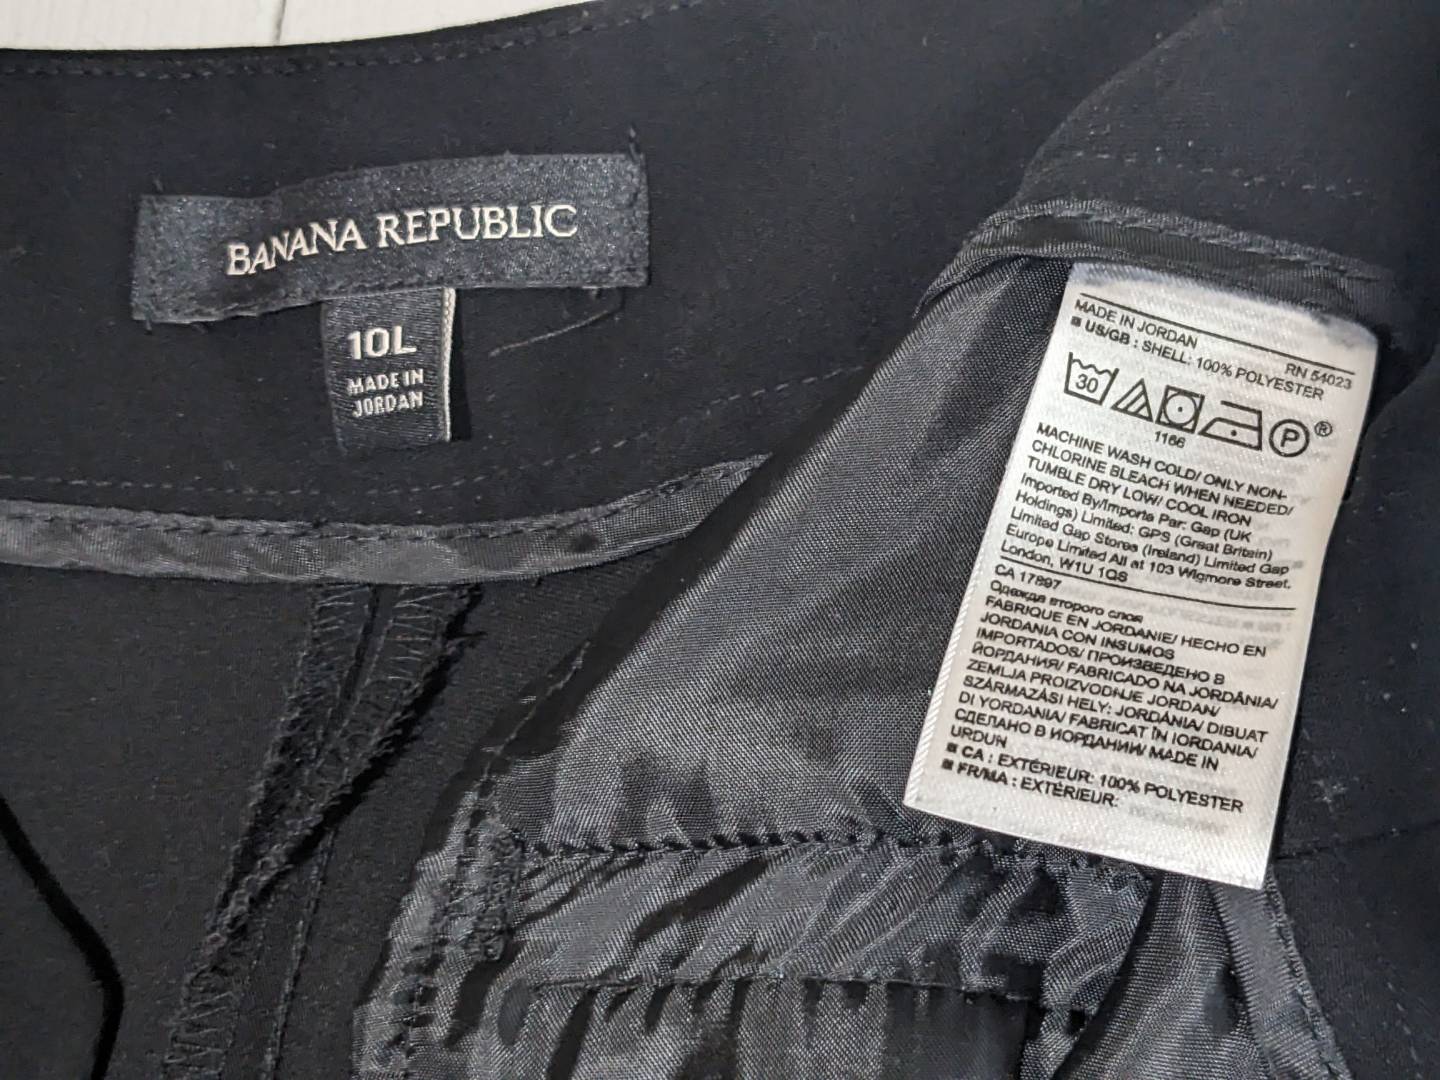 BANANA REPUBLIC
10L
MADE IN
JORDAN
MADE IN JORDAN
RN 54023
■ US/GB : SHELL: 100% POLYESTER
30
P®
1166
MACHINE WASH COLD/ ONLY NON-
CHLORINE BLEACH WHEN NEEDED/
TUMBLE DRY LOW/ COOL IRON
Imported By/Importe Par: Gap (UK
Holdings) Limited: GPS (Great Britain)
Limited Gap Stores (Ireland) Limited Gap
Europe Limited All at 103 Wigmore Street,
London, W1U 1QS
CA 17897
Одежда второго слоя
FABRIQUE EN JORDANIE/ HECHO EN
JORDANIA CON INSUMOS
IMPORTADOS/ ПРОИЗВЕДЕНО В
ЙОРДАНИЯ/ FABRICADO NA JORDÂNIA/
ZEMLJA PROIZVODNJE JORDAN/
SZÁRMAZÁSI HELY: JORDÁNIA/ DIBUAT
DI YORDANIA/ FABRICAT ÎN IORDANIA/
СДЕЛАНО В ИОРДАНИИ/ MADE IN
URDUN
■ CA : EXTÉRIEUR: 100% POLYESTER
■ FR/MA : EXTÉRIEUR: